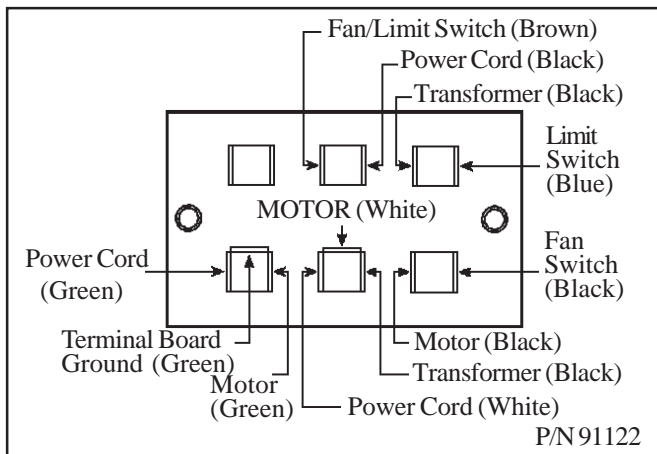 Fan/Limit Switch (Brown)
Power Cord (Black)
Transformer (Black)
Limit
Switch
(Blue)
MOTOR (White)
Power Cord
(Green)
Fan
Switch
(Black)
Terminal Board
Ground (Green)
Motor
(Green)
Motor (Black)
Transformer (Black)
Power Cord (White)
P/N 91122